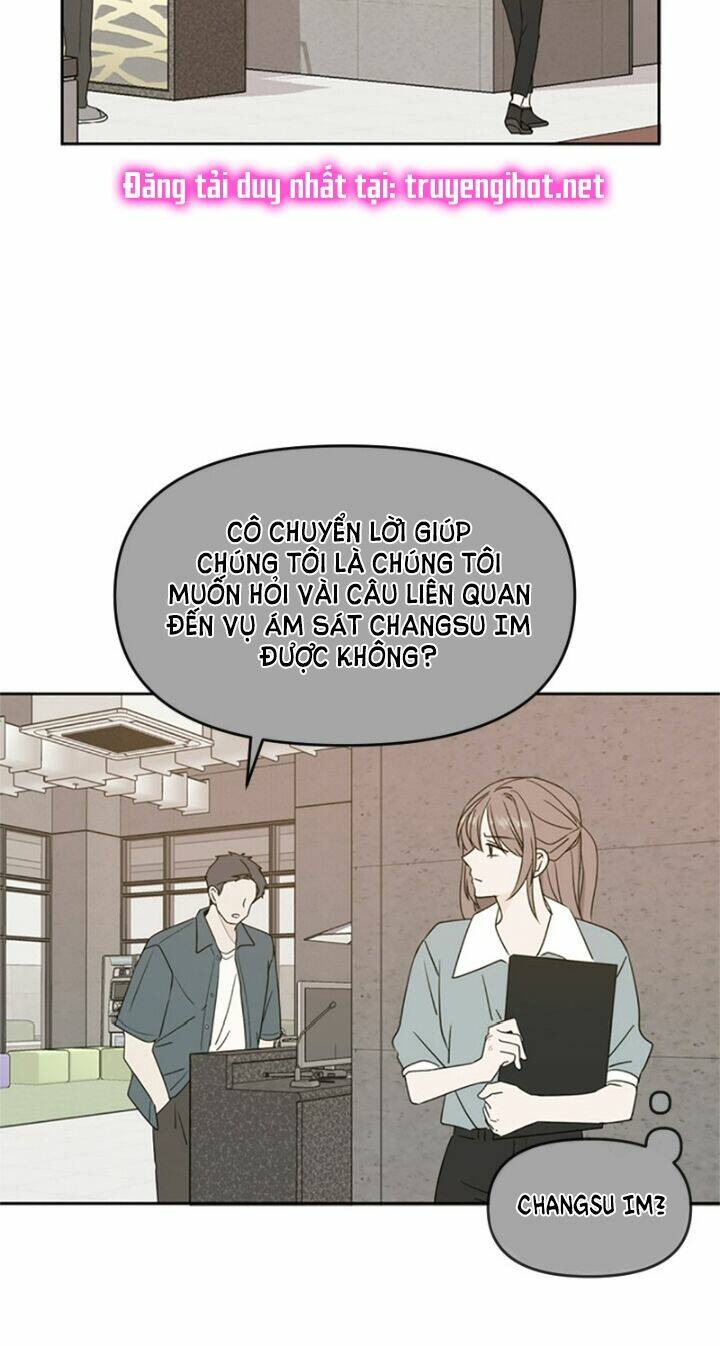 Đăng tải duy nhất tại: truyengihot.net
CÔ CHUYỂN LỜI GIÚP
CHÚNG TÔI LÀ CHÚNG TÔI
MUỐN HỎI VÀI CÂU LIÊN QUAN
ĐẾN VỤ ÁM SÁT CHANGSU IM
ĐƯỢC KHÔNG?
CHANGSU IM?